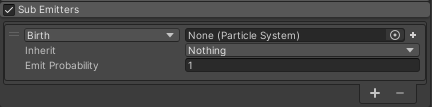 Sub Emitters
Birth None (Particle System)
Inherit Nothing
Emit Probability 1